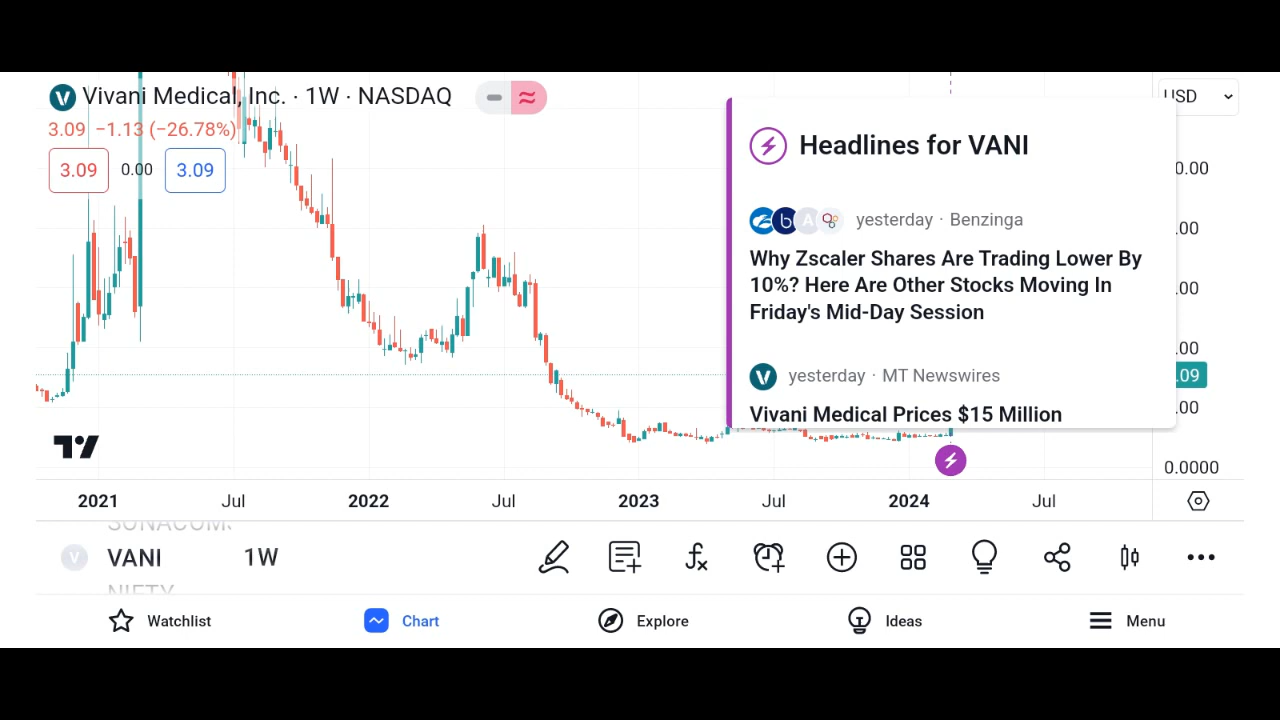 Vivani Medical, Inc. · 1W · NASDAQ
3.09 −1.13 (−26.78%)
3.09 0.00 3.09
USD
Headlines for VANI
yesterday · Benzinga
Why Zscaler Shares Are Trading Lower By
10%? Here Are Other Stocks Moving In
Friday's Mid-Day Session
yesterday · MT Newswires
Vivani Medical Prices $15 Million
0.00
.00
.00
.00
.09
.00
0.0000
2021 Jul 2022 Jul 2023 Jul 2024 Jul
VANI 1W
NIFTY
Watchlist Chart Explore Ideas Menu